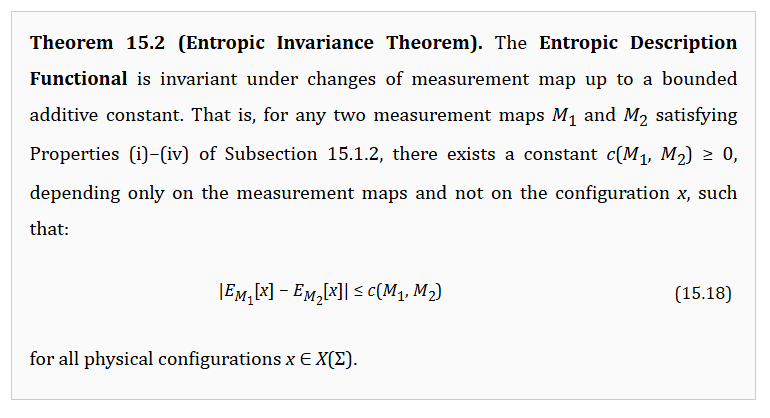 Theorem 15.2 (Entropic Invariance Theorem). The Entropic Description
Functional is invariant under changes of measurement map up to a bounded
additive constant. That is, for any two measurement maps M₁ and M₂ satisfying
Properties (i)–(iv) of Subsection 15.1.2, there exists a constant c(M₁, M₂) ≥ 0,
depending only on the measurement maps and not on the configuration x, such
that:
|E_M₁[x] − E_M₂[x]| ≤ c(M₁, M₂) (15.18)
for all physical configurations x ∈ X(Σ).